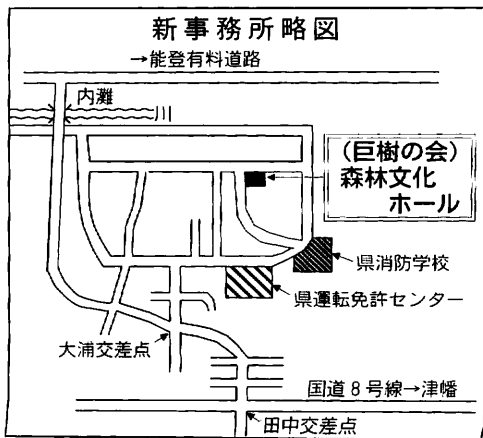 新事務所略図
→能登有料道路
内灘
川
(巨樹の会)
森林文化
ホール
県消防学校
県運転免許センター
大浦交差点
国道8号線→津幡
田中交差点